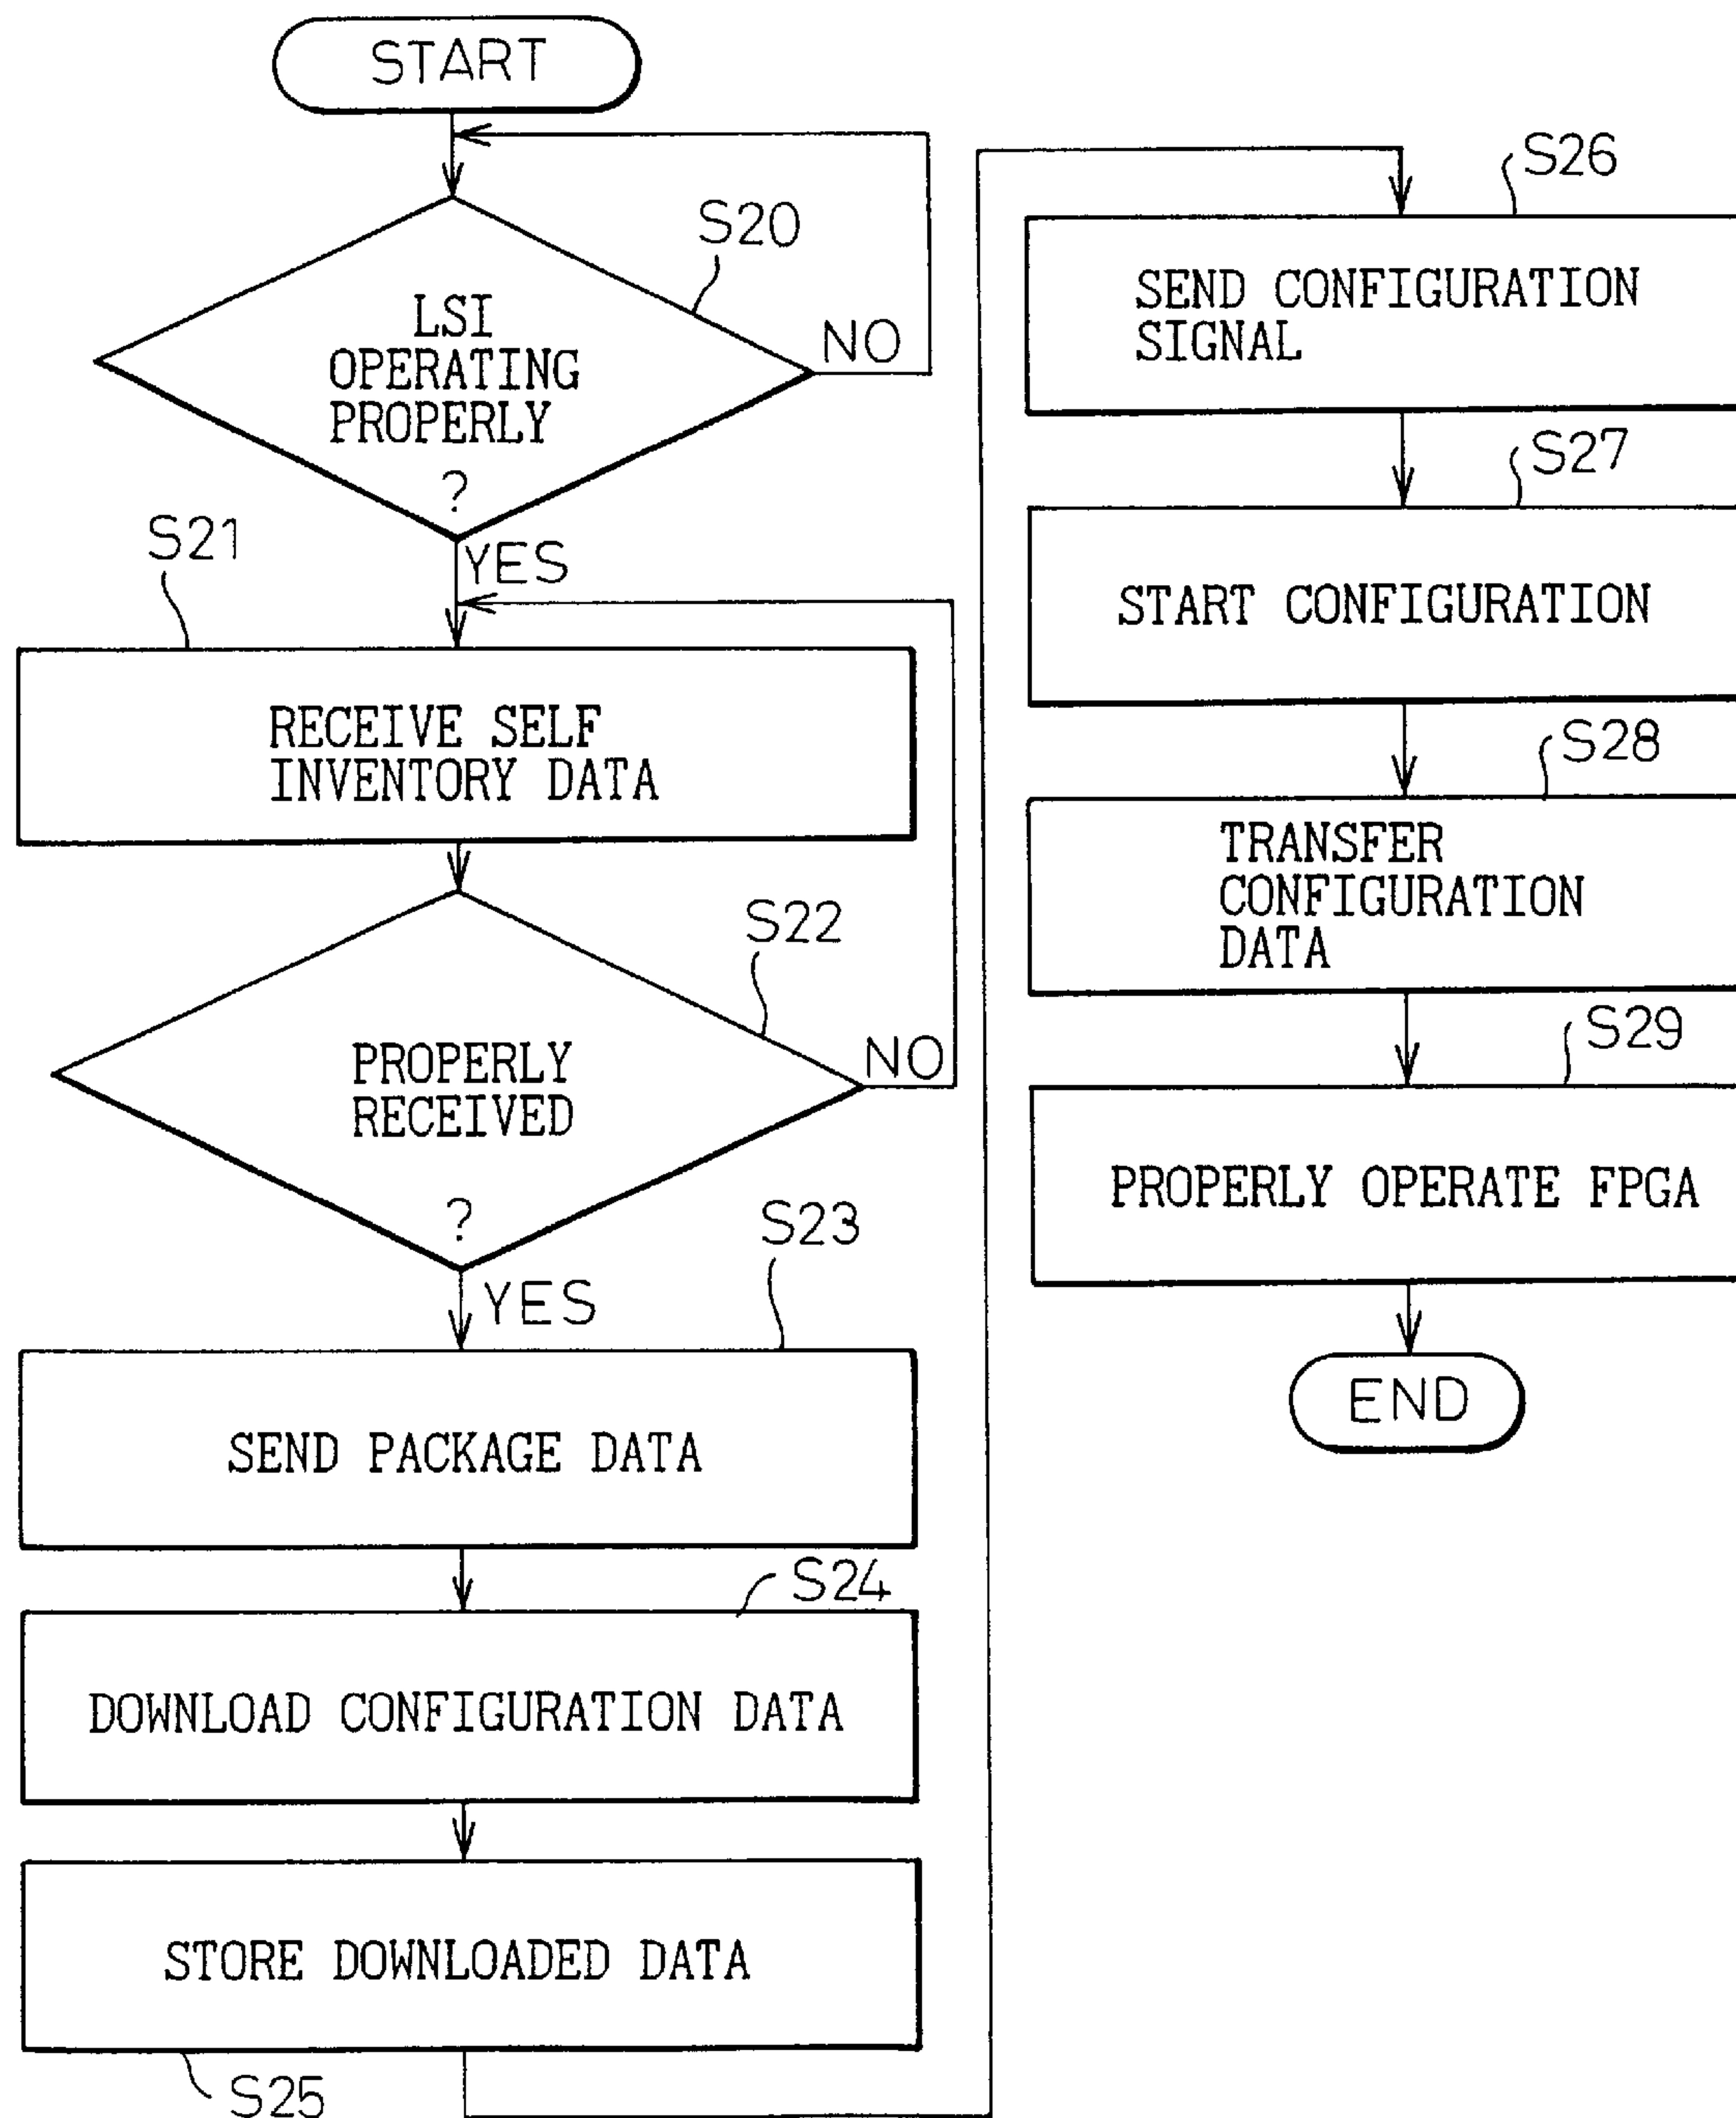 START
S20
LSI
OPERATING
PROPERLY
?
NO
YES
S21
RECEIVE SELF
INVENTORY DATA
S22
PROPERLY
RECEIVED
?
NO
YES
S23
SEND PACKAGE DATA
S24
DOWNLOAD CONFIGURATION DATA
STORE DOWNLOADED DATA
S25
S26
SEND CONFIGURATION
SIGNAL
S27
START CONFIGURATION
S28
TRANSFER
CONFIGURATION
DATA
S29
PROPERLY OPERATE FPGA
END